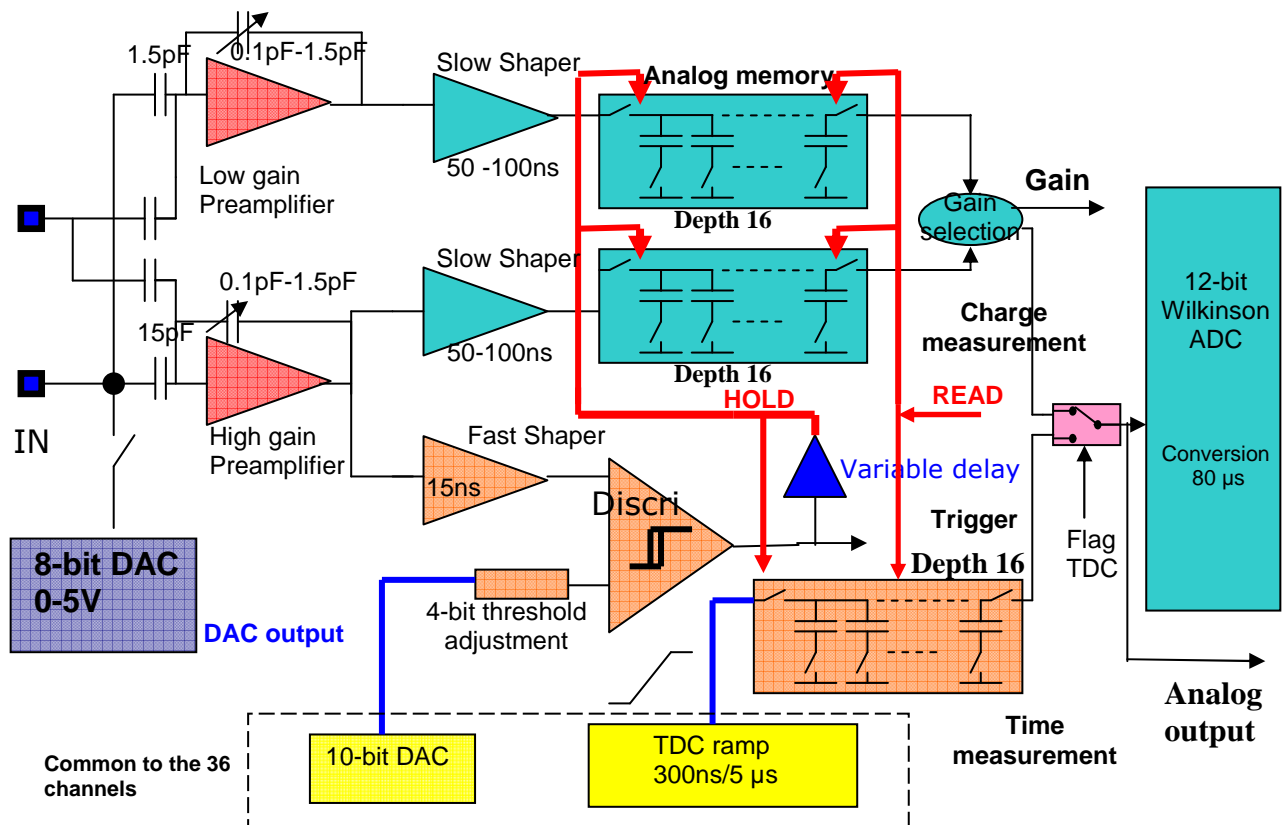 1.5pF
0.1pF-1.5pF
Slow Shaper
Analog memory
50 -100ns
Low gain
Preamplifier
Depth 16
Gain
Gain
selection
Slow Shaper
0.1pF-1.5pF
15pF
50-100ns
Depth 16
12-bit
Wilkinson
ADC
Charge
measurement
HOLD
READ
IN
High gain
Preamplifier
Fast Shaper
15ns
Discri
Variable delay
Conversion
80 µs
Trigger
Flag
TDC
Depth 16
8-bit DAC
0-5V
DAC output
4-bit threshold
adjustment
Analog
output
Time
measurement
Common to the 36
channels
10-bit DAC
TDC ramp
300ns/5 µs